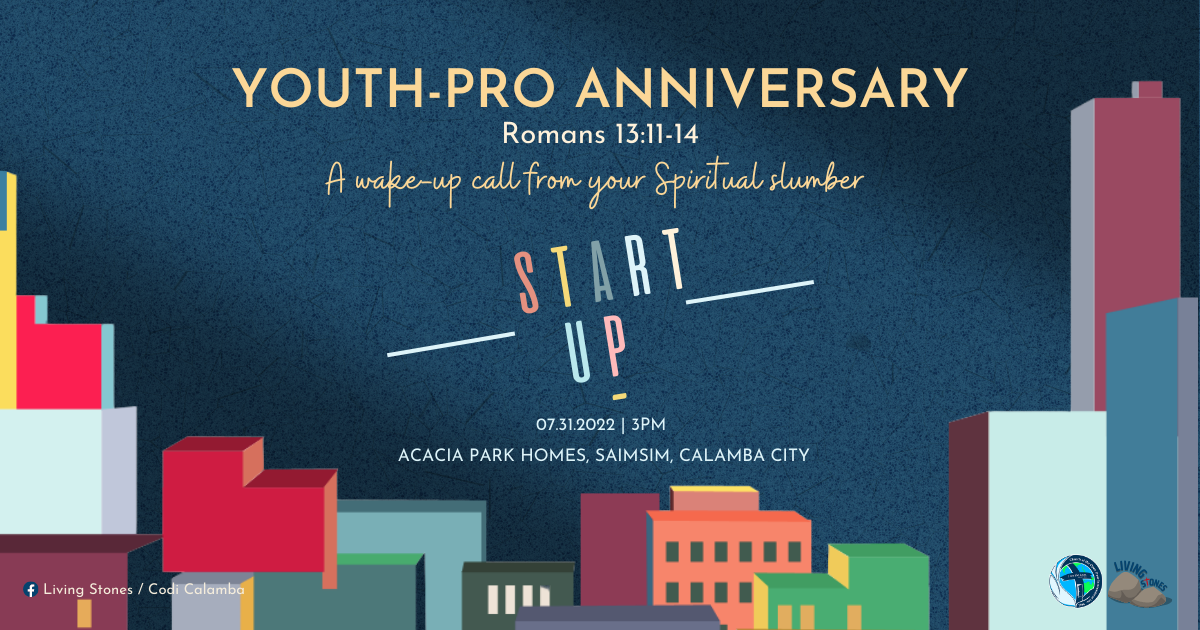 YOUTH-PRO ANNIVERSARY
Romans 13:11-14
A wake-up call from your Spiritual slumber
START
UP
07.31.2022 | 3PM
ACACIA PARK HOMES, SAIMSIM, CALAMBA CITY
Living Stones / Codi Calamba
LIVING
STONES